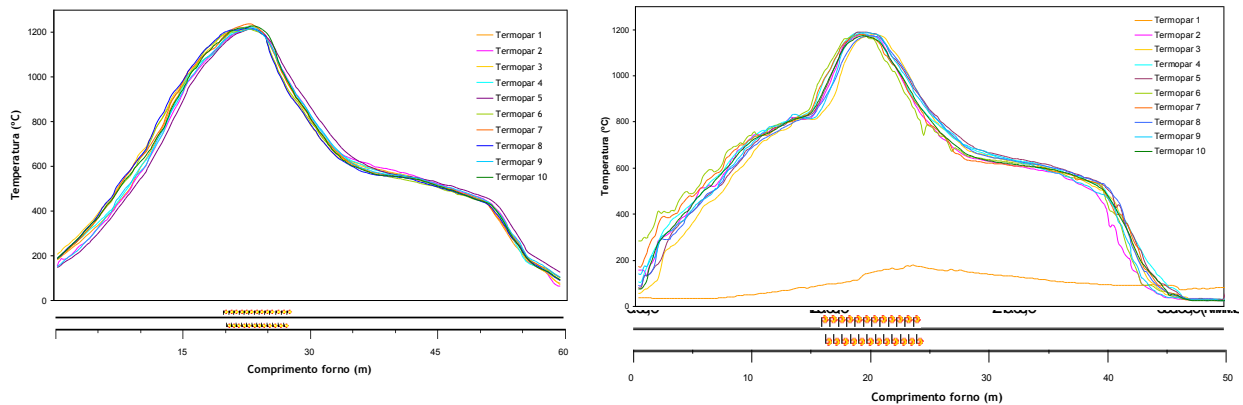 1200
1000
800
600
400
200
0
Temperatura (°C)
Termopar 1
Termopar 2
Termopar 3
Termopar 4
Termopar 5
Termopar 6
Termopar 7
Termopar 8
Termopar 9
Termopar 10
15 30 45 60
Comprimento forno (m)
1200
1000
800
600
400
200
0
Temperatura (°C)
Termopar 1
Termopar 2
Termopar 3
Termopar 4
Termopar 5
Termopar 6
Termopar 7
Termopar 8
Termopar 9
Termopar 10
0 10 20 30 40 50
Comprimento forno (m)